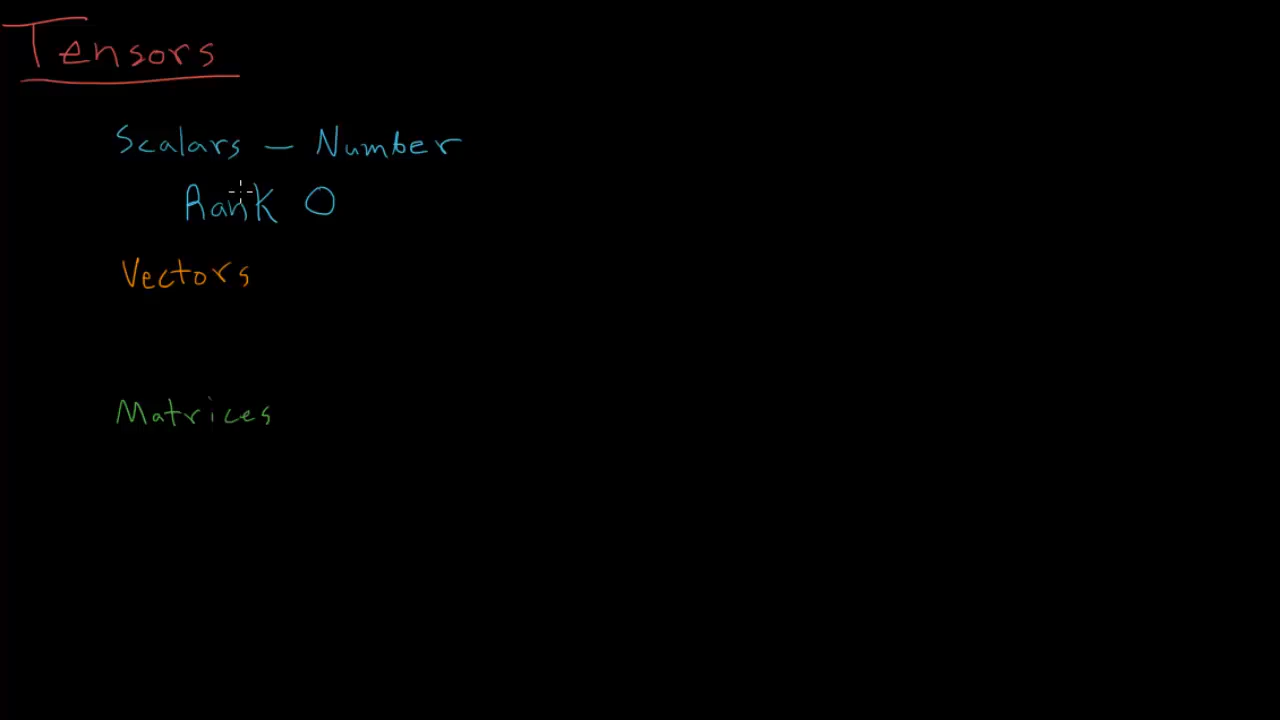 Tensors
Scalars — Number
Rank 0
Vectors
Matrices